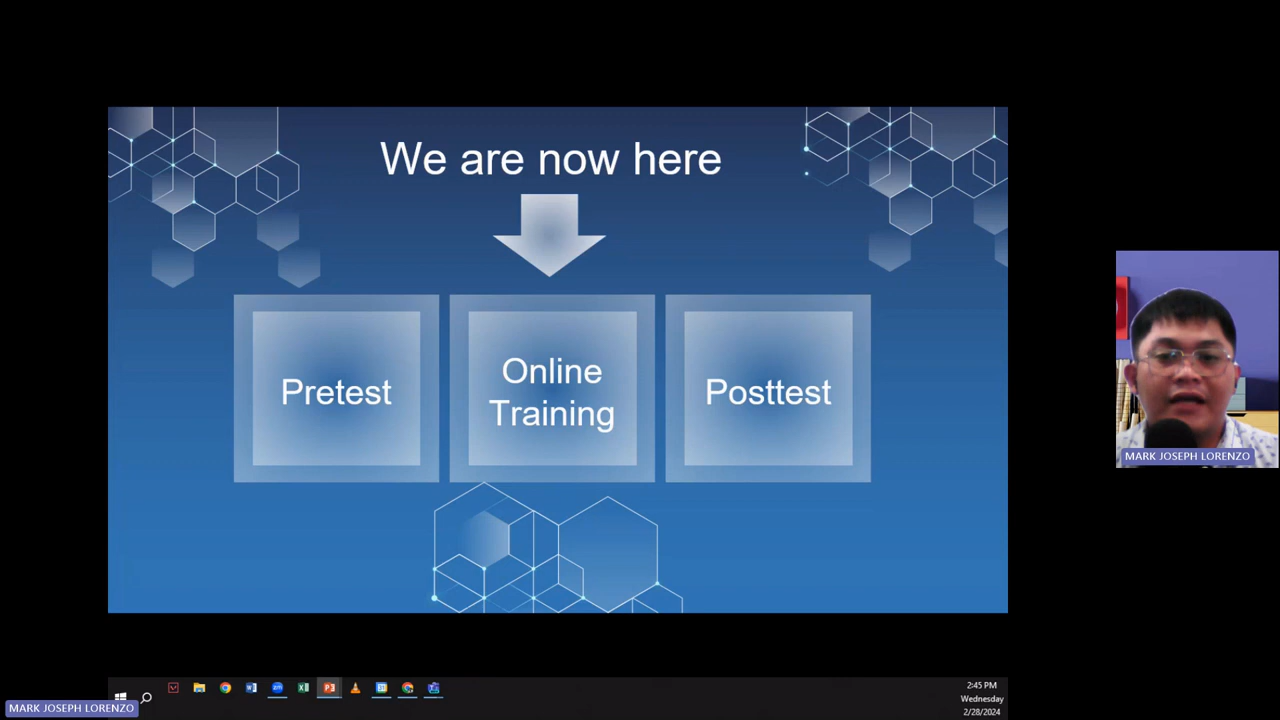 We are now here
Pretest
Online
Training
Posttest
MARK JOSEPH LORENZO
2:45 PM
Wednesday
2/28/2024
MARK JOSEPH LORENZO